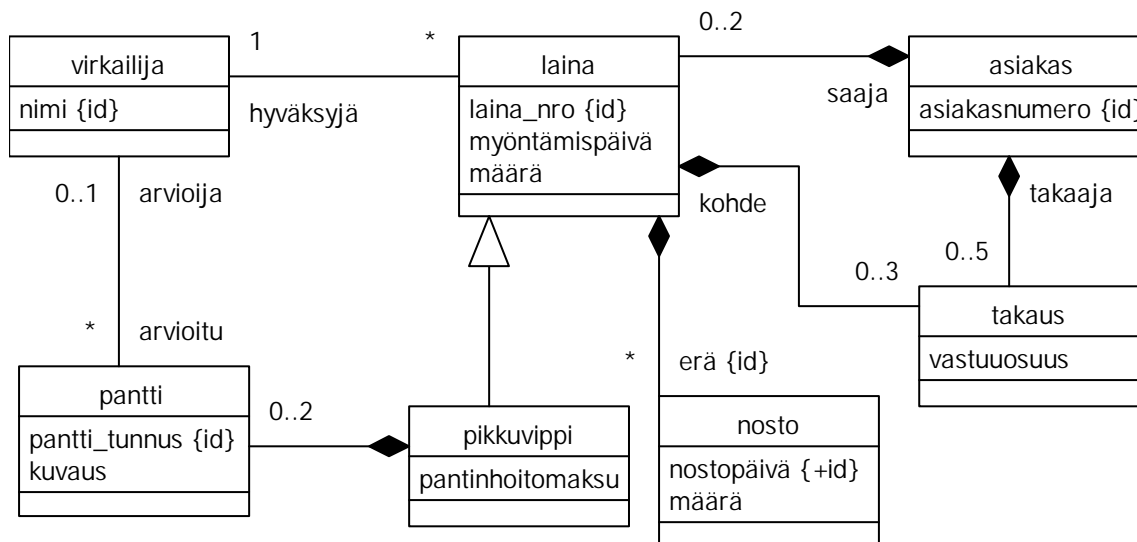 1
*
0..2
virkailija
laina
asiakas
nimi {id}
hyväksyjä
laina_nro {id}
myöntämispäivä
määrä
saaja
asiakasnumero {id}
0..1
arvioija
kohde
takaaja
0..3
0..5
*
arvioitu
*
erä {id}
takaus
vastuuosuus
pantti
pantti_tunnus {id}
kuvaus
0..2
pikkuvippi
pantinhoitomaksu
nosto
nostopäivä {+id}
määrä